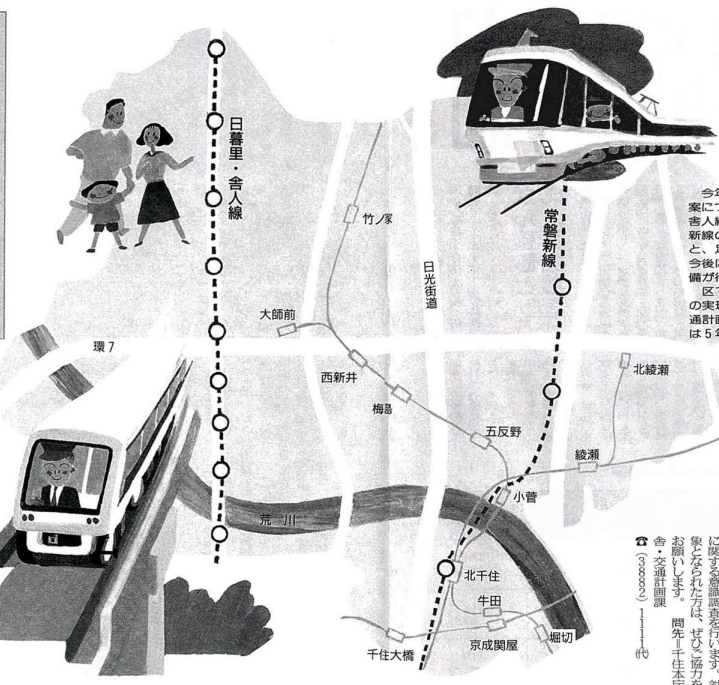 日暮里・舎人線
常磐新線
竹ノ塚
日光街道
大師前
環7
西新井
梅島
北綾瀬
五反野
綾瀬
小菅
荒川
北千住
牛田
京成関屋
堀切
千住大橋
今年
案につ
舎人線
新線の
と、足
今後は
備が行
区で
の実現
通計画
は5年
に関する意識調査を行います。対
象となられた方は、ぜひご協力を
お願いします。 問先＝千住本庁
舎・交通計画課
☎(3882)1111(代)